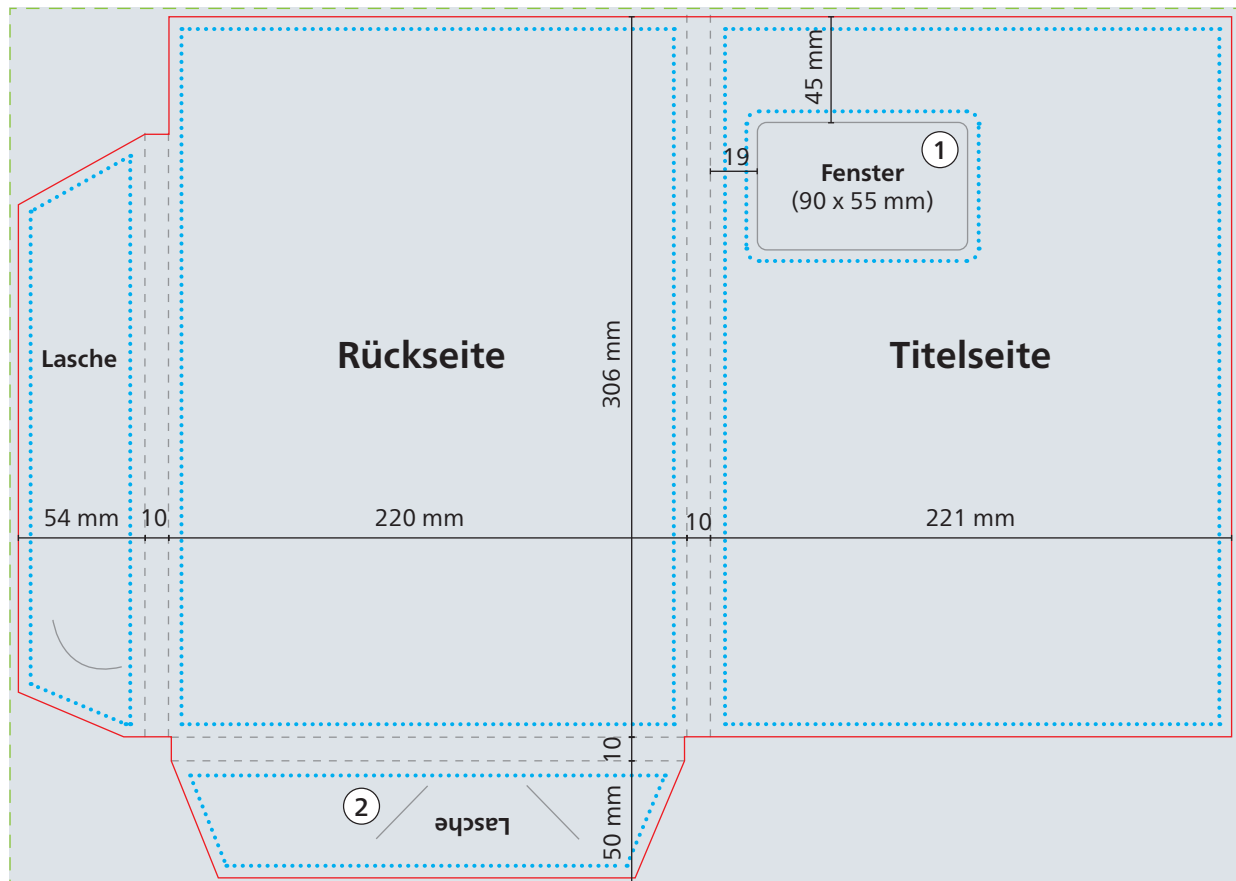 45 mm
1
19
Fenster
(90 x 55 mm)
Lasche
Rückseite
306 mm
Titelseite
54 mm
10
220 mm
10
221 mm
10
2
Lasche
50 mm